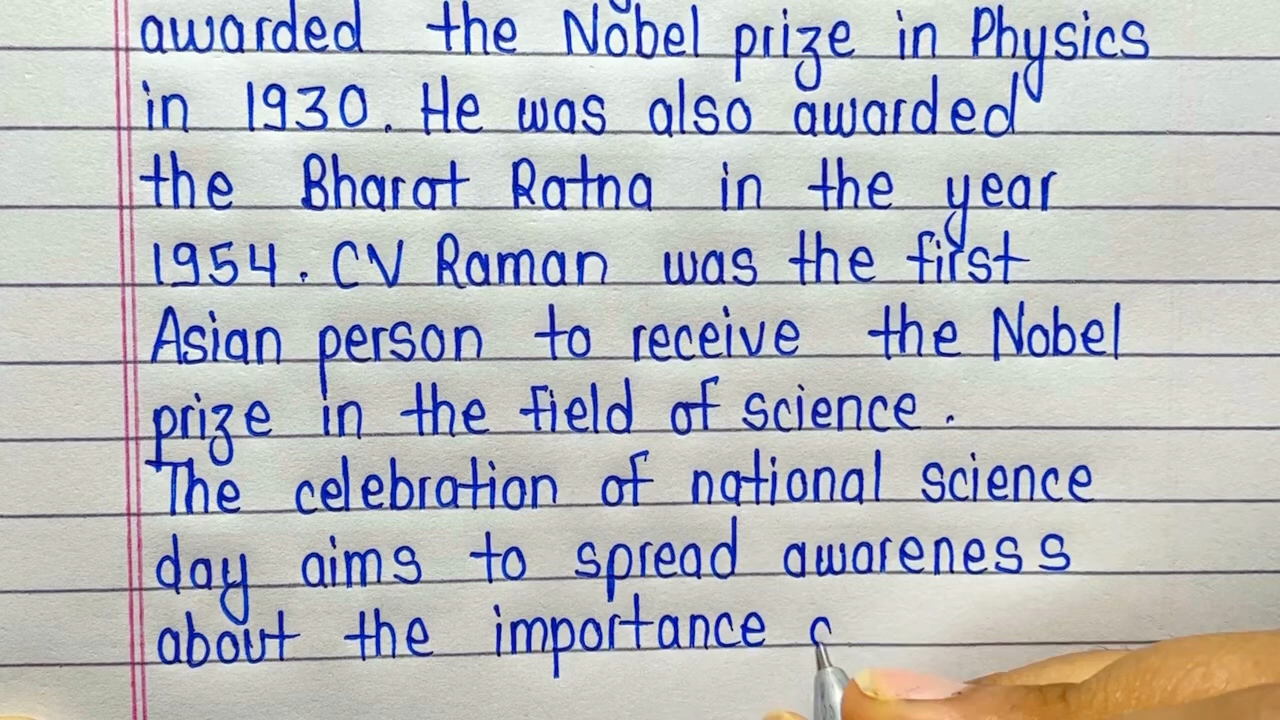 awarded the Nobel prize in Physics
in 1930. He was also awarded
the Bharat Ratna in the year
1954. CV Raman was the first
Asian person to receive the Nobel
prize in the field of science.
The celebration of national science
day aims to spread awareness
about the importance